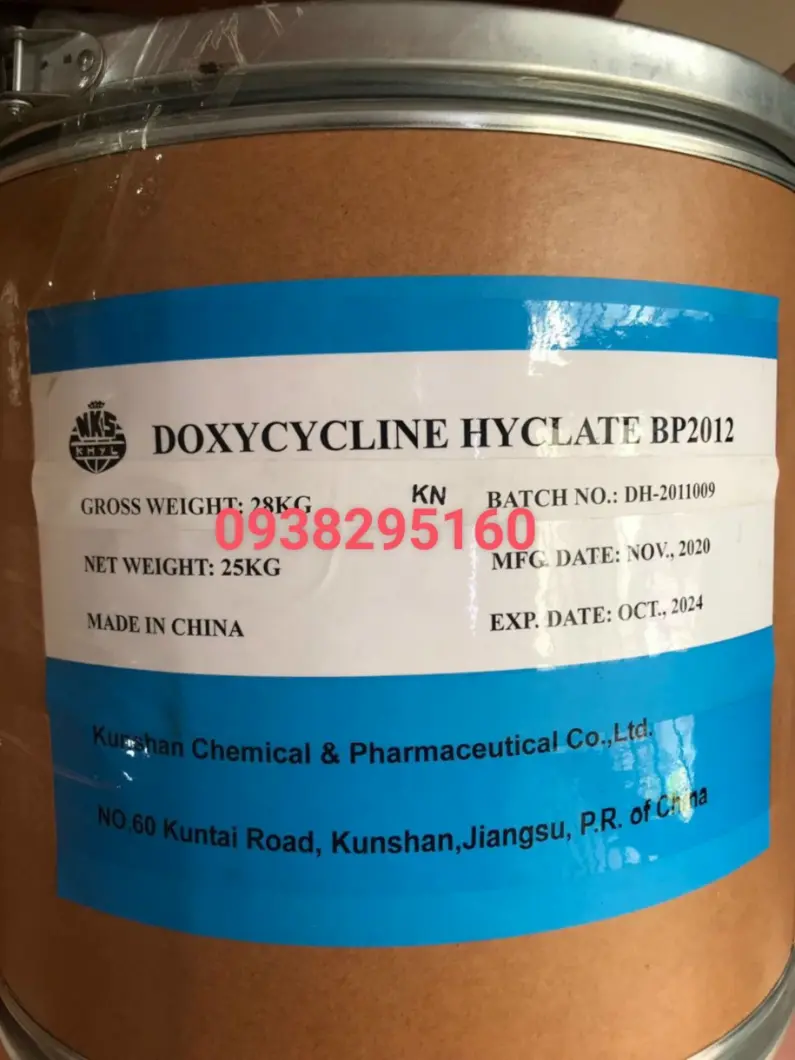 NKS
KHYL
DOXYCYCLINE HYCLATE BP2012
GROSS WEIGHT: 28KG
KN
BATCH NO.: DH-2011009
0938295160
NET WEIGHT: 25KG
MFG. DATE: NOV., 2020
MADE IN CHINA
EXP. DATE: OCT., 2024
Kunshan Chemical & Pharmaceutical Co.,Ltd.
NO.60 Kuntai Road, Kunshan,Jiangsu, P.R. of China